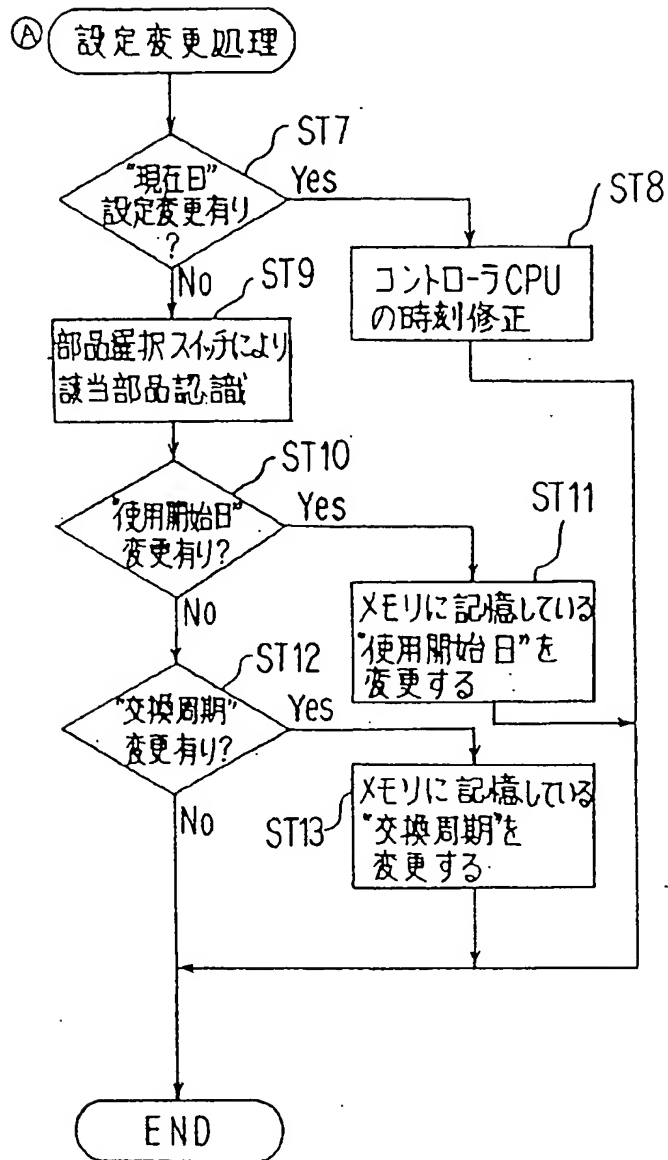 Ⓐ 設定変更処理
ST7
“現在日”
設定変更有り
?
Yes
No
ST8
コントローラCPU
の時刻修正
ST9
部品選択スイッチにより
該当部品認識
ST10
“使用開始日”
変更有り?
Yes
No
ST11
メモリに記憶している
“使用開始日”を
変更する
ST12
“交換周期”
変更有り?
Yes
No
ST13
メモリに記憶している
“交換周期”を
変更する
END